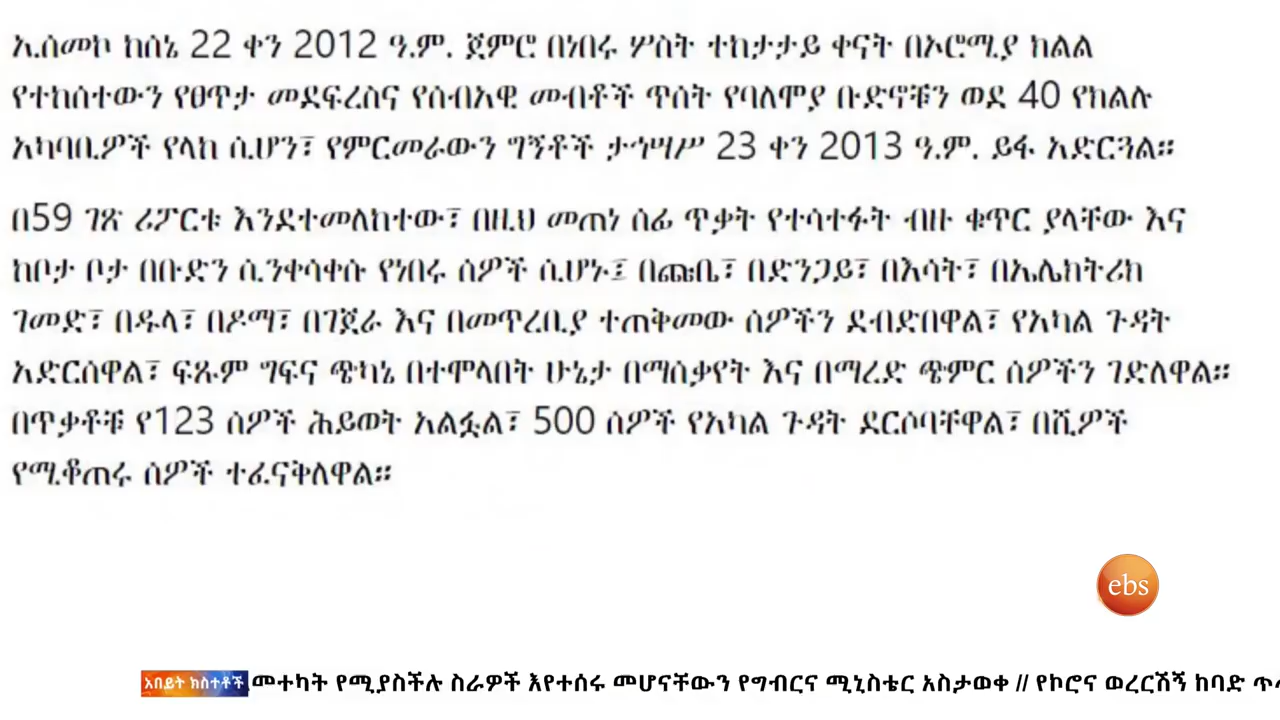 ኢሰመኮ ከሰኔ 22 ቀን 2012 ዓ.ም. ጀምሮ በነበሩ ሦስት ተከታታይ ቀናት በኦሮሚያ ክልል
የተከሰተውን የፀጥታ መደፍረስና የሰብአዊ መብቶች ጥሰት የባለሞያ ቡድኖቹን ወደ 40 የክልሉ
አካባቢዎች የላከ ሲሆን፣ የምርመራውን ግኝቶች ታኅሣሥ 23 ቀን 2013 ዓ.ም. ይፋ አድርጓል።
በ59 ገጽ ሪፖርቱ እንደተመለከተው፣ በዚህ መጠነ ሰፊ ጥቃት የተሳተፉት ብዙ ቁጥር ያላቸው እና
ከቦታ ቦታ በቡድን ሲንቀሳቀሱ የነበሩ ሰዎች ሲሆኑ፤ በጩቤ፣ በድንጋይ፣ በእሳት፣ በኤሌክትሪክ
ገመድ፣ በዱላ፣ በዶማ፣ በገጀራ እና በመጥረቢያ ተጠቅመው ሰዎችን ደብድበዋል፣ የአካል ጉዳት
አድርሰዋል፣ ፍጹም ግፍና ጭካኔ በተሞላበት ሁኔታ በማሰቃየት እና በማረድ ጭምር ሰዎችን ገድለዋል።
በጥቃቶቹ የ123 ሰዎች ሕይወት አልፏል፣ 500 ሰዎች የአካል ጉዳት ደርሶባቸዋል፣ በሺዎች
የሚቆጠሩ ሰዎች ተፈናቅለዋል።
ebs
አበይት ክስተቶች መተካት የሚያስችሉ ስራዎች እየተሰሩ መሆናቸውን የግብርና ሚኒስቴር አስታወቀ // የኮሮና ወረርሽኝ ከባድ